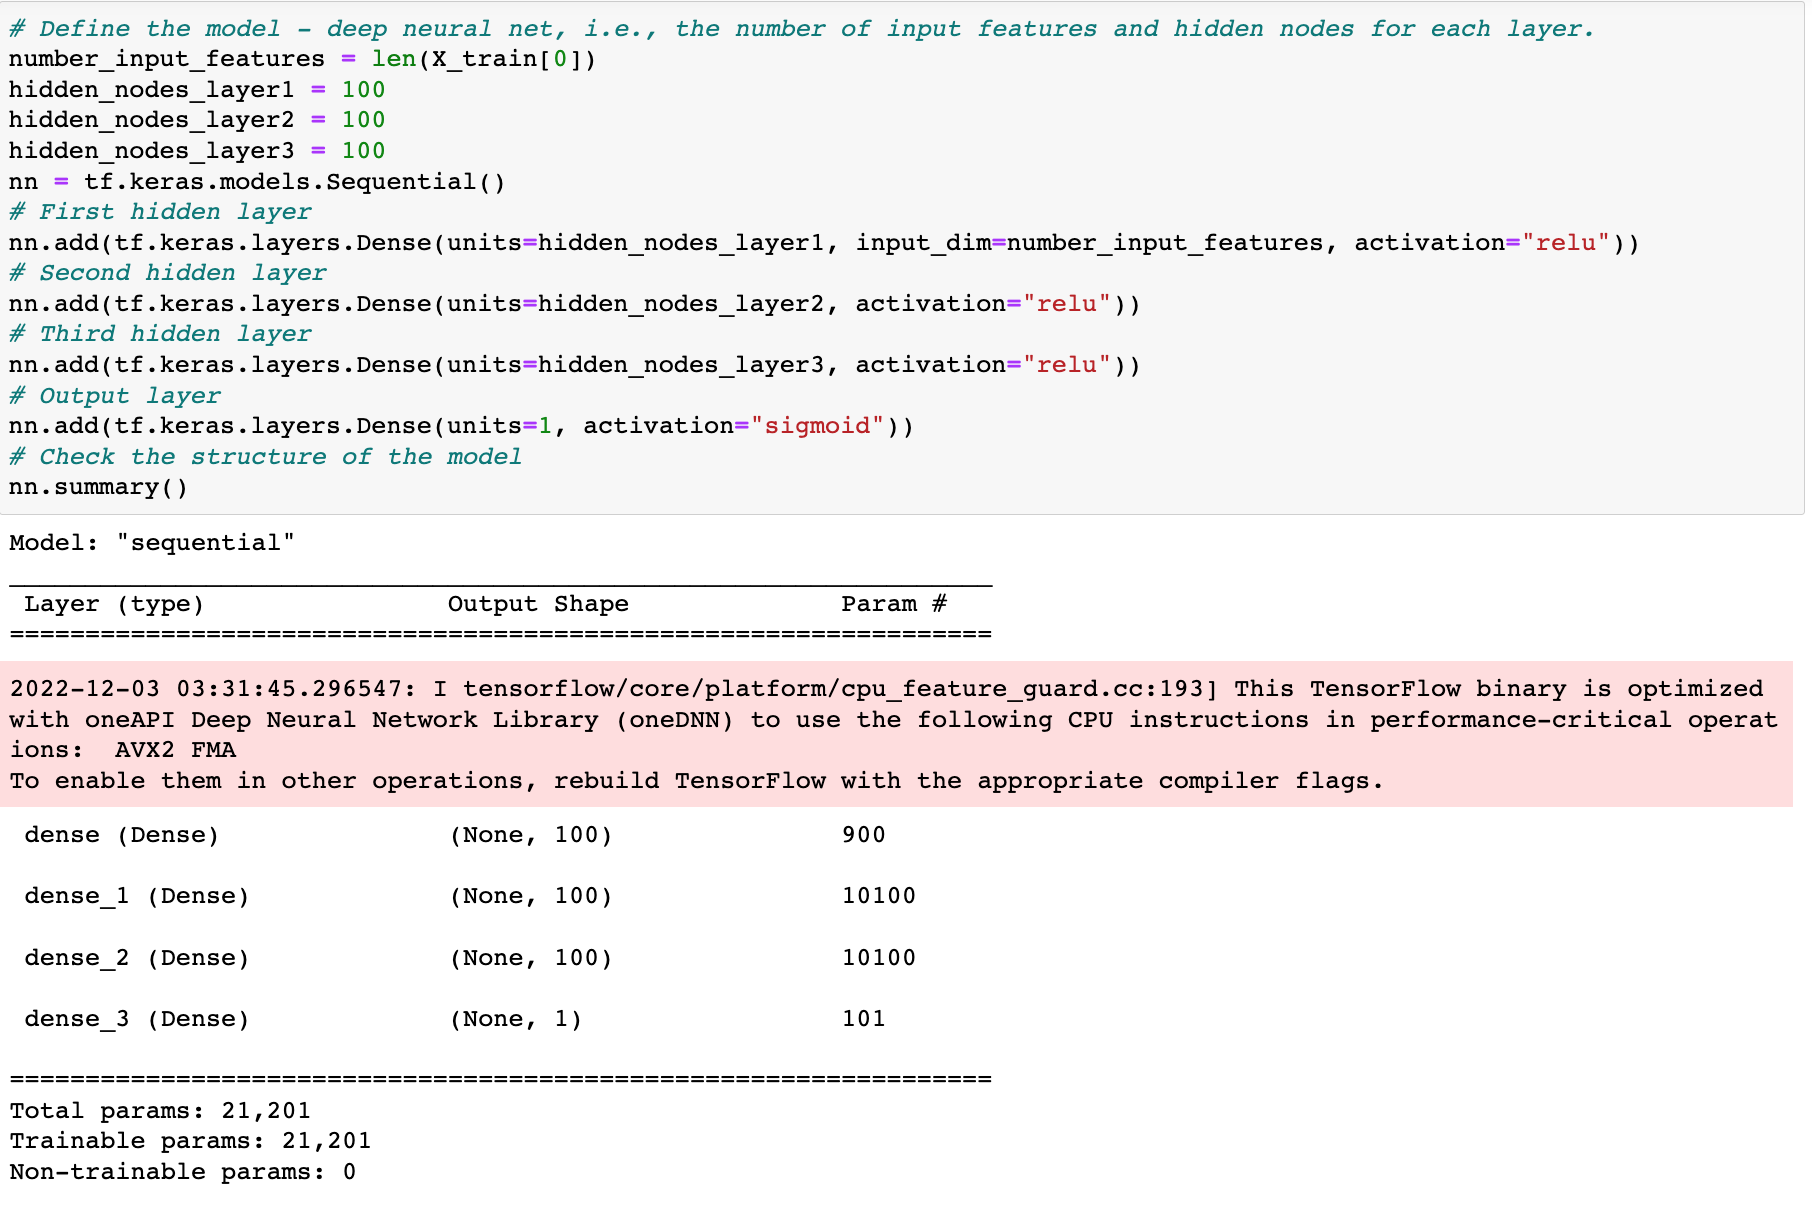 # Define the model - deep neural net, i.e., the number of input features and hidden nodes for each layer.
number_input_features = len(X_train[0])
hidden_nodes_layer1 = 100
hidden_nodes_layer2 = 100
hidden_nodes_layer3 = 100
nn = tf.keras.models.Sequential()
# First hidden layer
nn.add(tf.keras.layers.Dense(units=hidden_nodes_layer1, input_dim=number_input_features, activation="relu"))
# Second hidden layer
nn.add(tf.keras.layers.Dense(units=hidden_nodes_layer2, activation="relu"))
# Third hidden layer
nn.add(tf.keras.layers.Dense(units=hidden_nodes_layer3, activation="relu"))
# Output layer
nn.add(tf.keras.layers.Dense(units=1, activation="sigmoid"))
# Check the structure of the model
nn.summary()
Model: "sequential"
_________________________________________________________________
Layer (type) Output Shape Param #
=================================================================
2022-12-03 03:31:45.296547: I tensorflow/core/platform/cpu_feature_guard.cc:193] This TensorFlow binary is optimized
with oneAPI Deep Neural Network Library (oneDNN) to use the following CPU instructions in performance-critical operat
ions:  AVX2 FMA
To enable them in other operations, rebuild TensorFlow with the appropriate compiler flags.
dense (Dense) (None, 100) 900
dense_1 (Dense) (None, 100) 10100
dense_2 (Dense) (None, 100) 10100
dense_3 (Dense) (None, 1) 101
=================================================================
Total params: 21,201
Trainable params: 21,201
Non-trainable params: 0